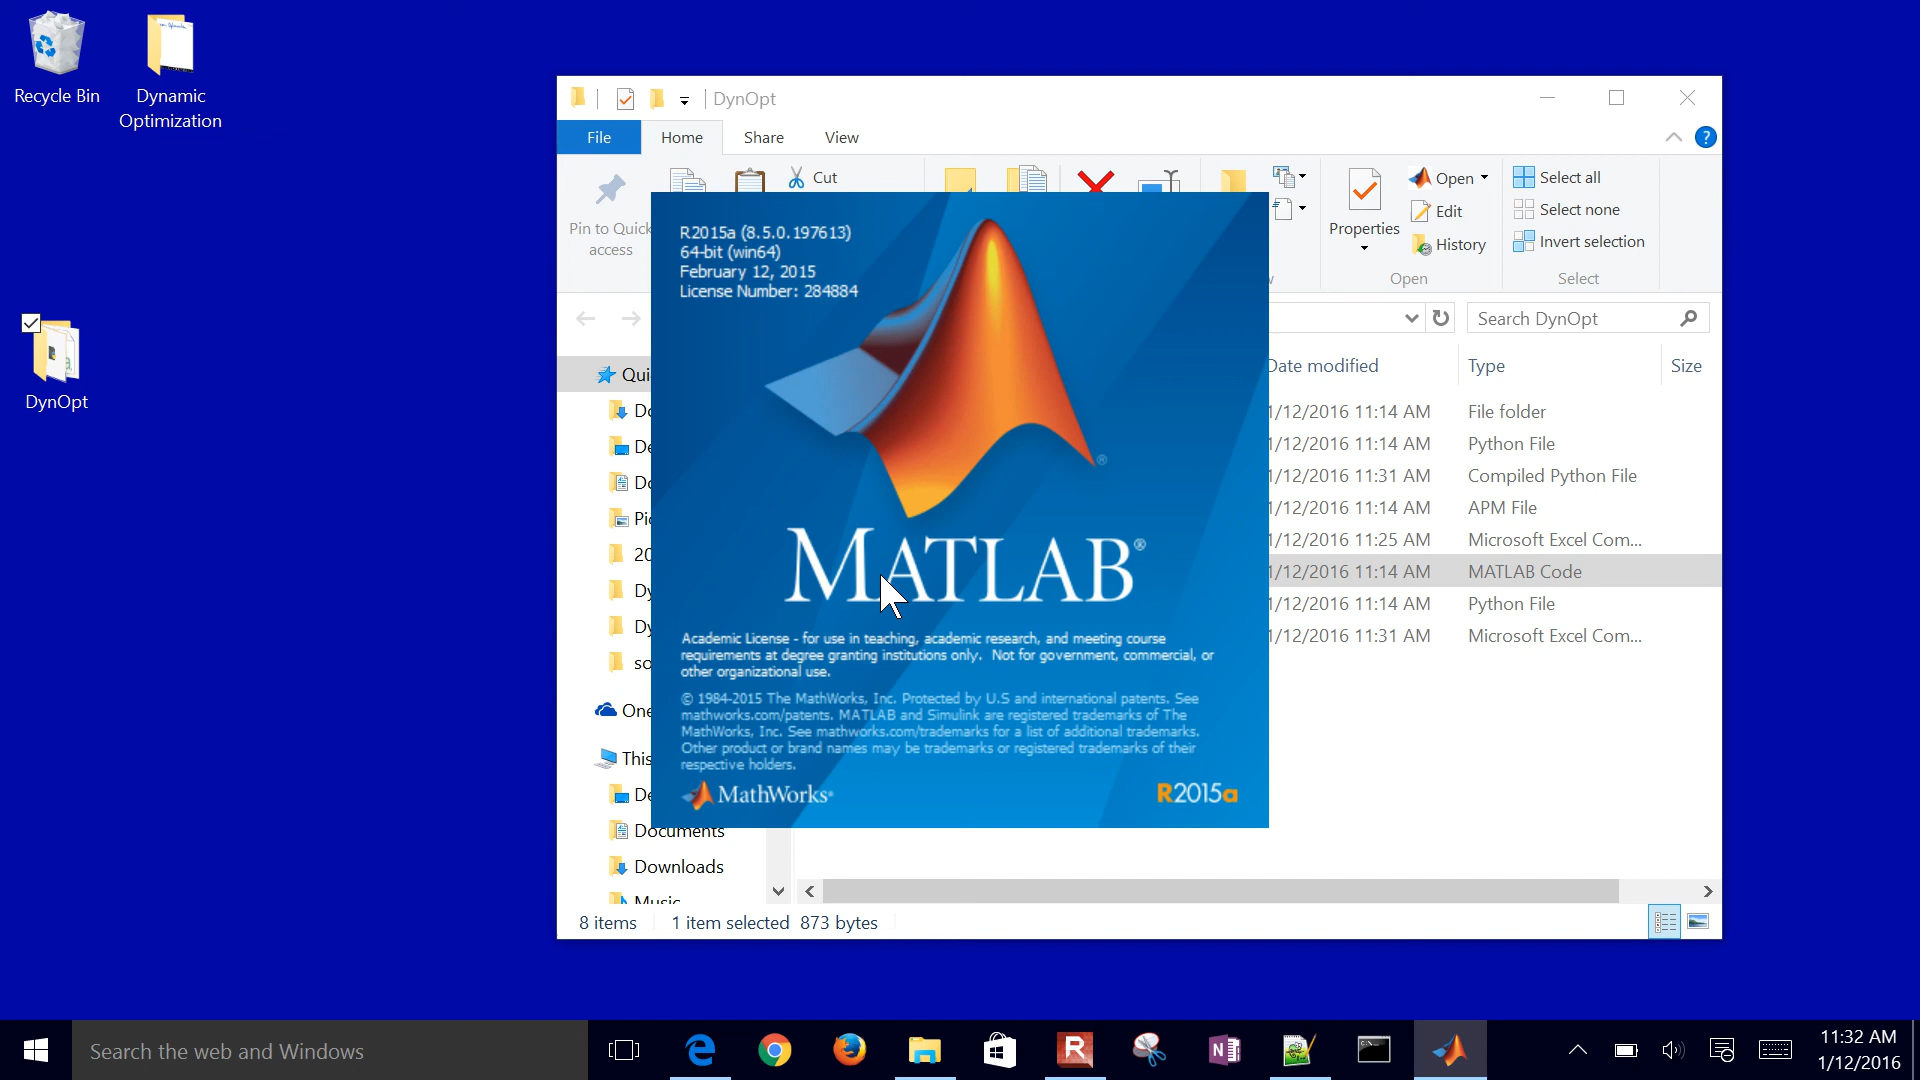 Recycle Bin
Dynamic
Optimization
DynOpt
DynOpt
File
Home
Share
View
?
Pin to Quick
access
Cut
Properties
Open
Edit
History
Open
Select all
Select none
Invert selection
Select
Search DynOpt
Date modified
Type
Size
1/12/2016 11:14 AM
File folder
1/12/2016 11:14 AM
Python File
1/12/2016 11:31 AM
Compiled Python File
1/12/2016 11:14 AM
APM File
1/12/2016 11:25 AM
Microsoft Excel Com...
1/12/2016 11:14 AM
MATLAB Code
1/12/2016 11:14 AM
Python File
1/12/2016 11:31 AM
Microsoft Excel Com...
This
Documents
Downloads
Music
8 items
1 item selected 873 bytes
R2015a (8.5.0.197613)
64-bit (win64)
February 12, 2015
License Number: 284884
MATLAB®
Academic License - for use in teaching, academic research, and meeting course
requirements at degree granting institutions only. Not for government, commercial, or
other organizational use.
© 1984-2015 The MathWorks, Inc. Protected by U.S and international patents. See
mathworks.com/patents. MATLAB and Simulink are registered trademarks of The
MathWorks, Inc. See mathworks.com/trademarks for a list of additional trademarks.
Other product or brand names may be trademarks or registered trademarks of their
respective holders.
MathWorks®
R2015a
Search the web and Windows
11:32 AM
1/12/2016